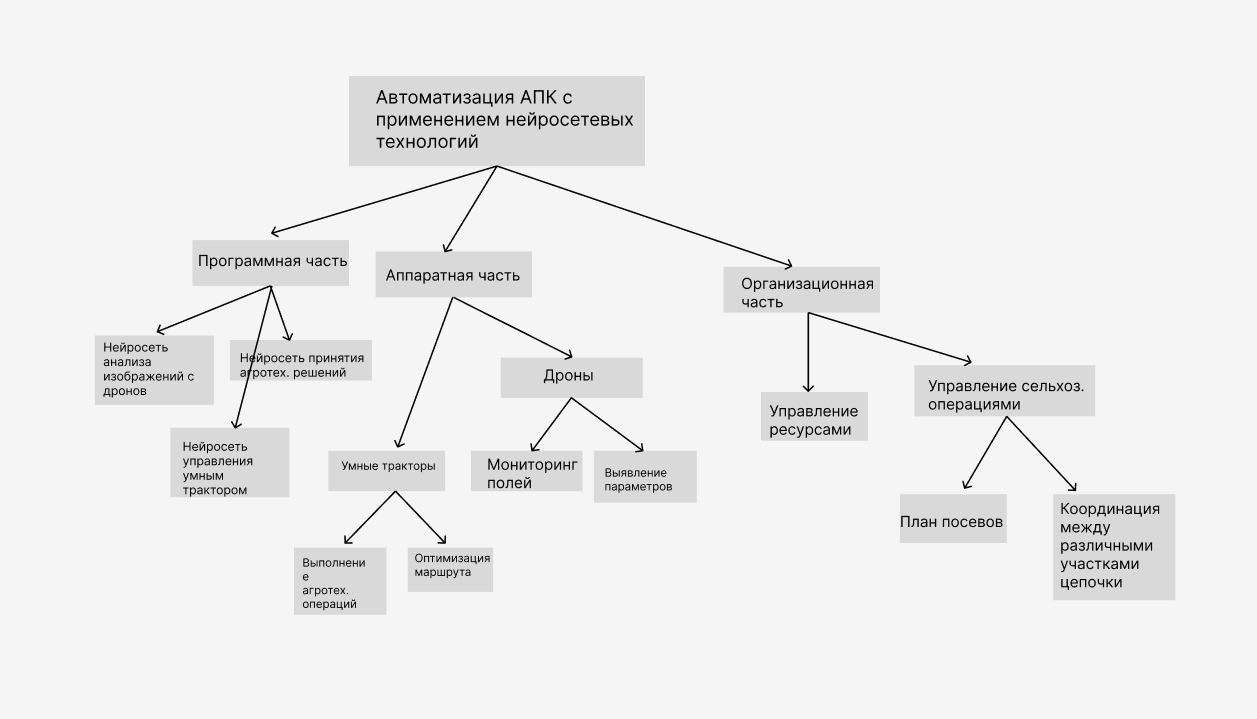 Автоматизация АПК с
применением нейросетевых
технологий
Программная часть
Аппаратная часть
Организационная
часть
Нейросеть
анализа
изображений с
дронов
Нейросеть принятия
агротех. решений
Нейросеть
управления
умным
трактором
Дроны
Умные тракторы
Мониторинг
полей
Выявление
параметров
Выполнени
е
агротех.
операций
Оптимизация
маршрута
Управление
ресурсами
Управление сельхоз.
операциями
План посевов
Координация
между
различными
участками
цепочки